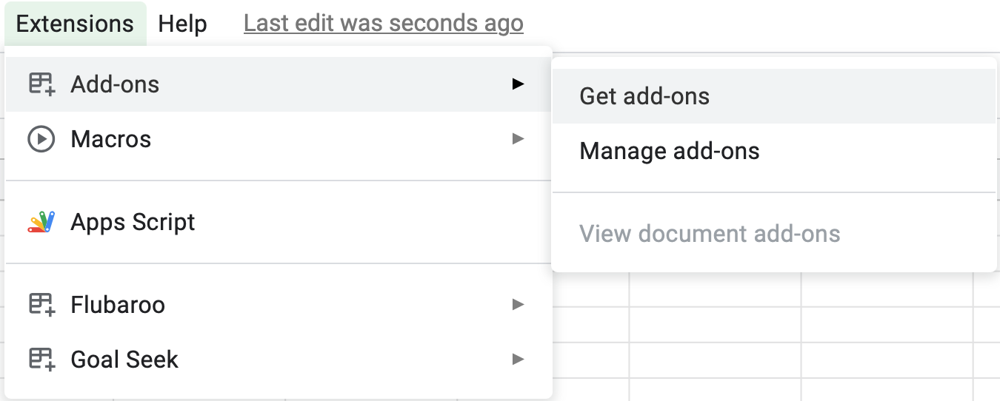 Extensions Help Last edit was seconds ago
Add-ons
Get add-ons
Macros
Manage add-ons
Apps Script
View document add-ons
Flubaroo
Goal Seek